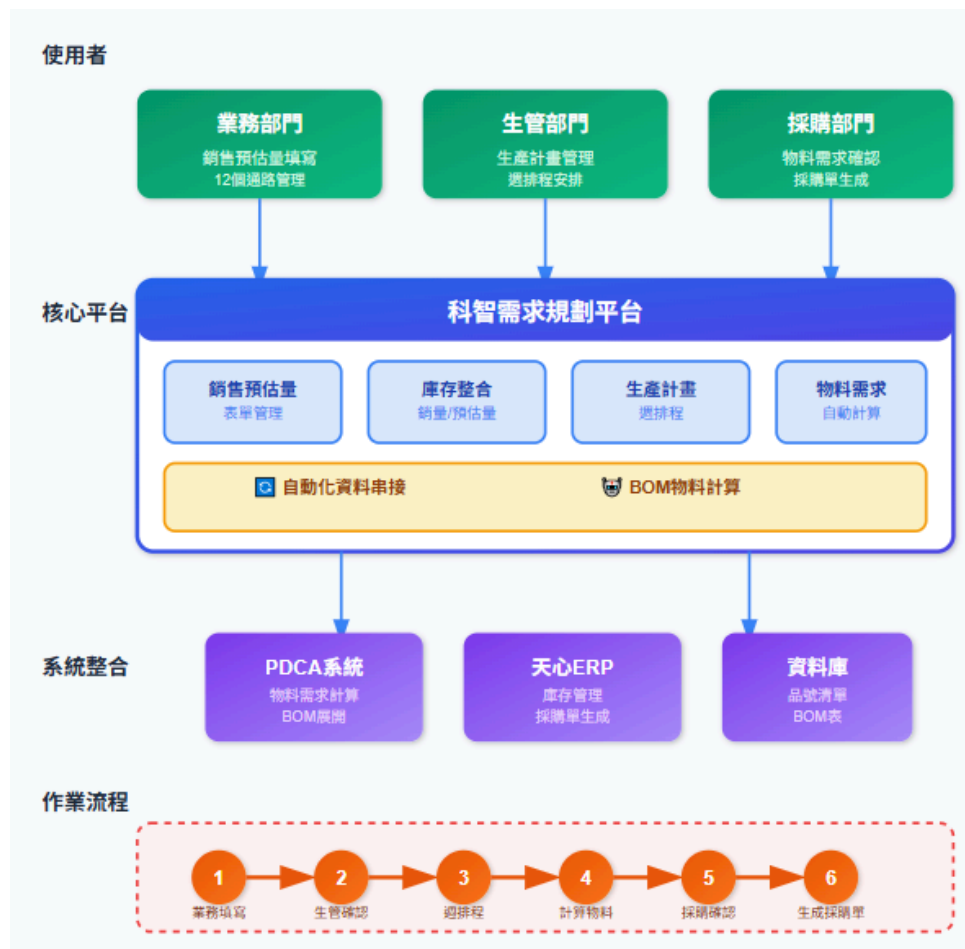 使用者
業務部門
銷售預估量填寫
12個通路管理
生管部門
生產計畫管理
週排程安排
採購部門
物料需求確認
採購單生成
核心平台
科智需求規劃平台
銷售預估量
表單管理
庫存整合
銷量/預估量
生產計畫
週排程
物料需求
自動計算
自動化資料串接
BOM物料計算
系統整合
PDCA系統
物料需求計算
BOM展開
天心ERP
庫存管理
採購單生成
資料庫
品號清單
BOM表
作業流程
1
業務填寫
2
生管確認
3
週排程
4
計算物料
5
採購確認
6
生成採購單